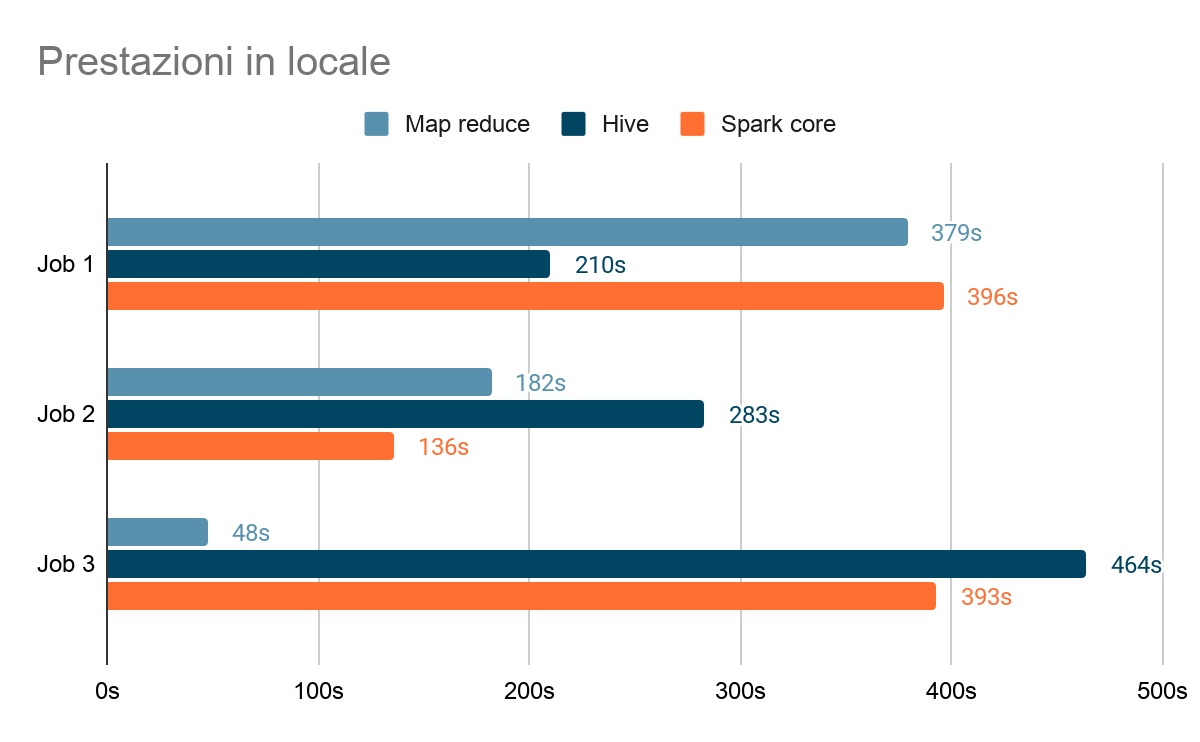 Prestazioni in locale
Map reduce Hive Spark core
379s
Job 1 210s
396s
182s
Job 2 283s
136s
48s
Job 3 464s
393s
0s 100s 200s 300s 400s 500s